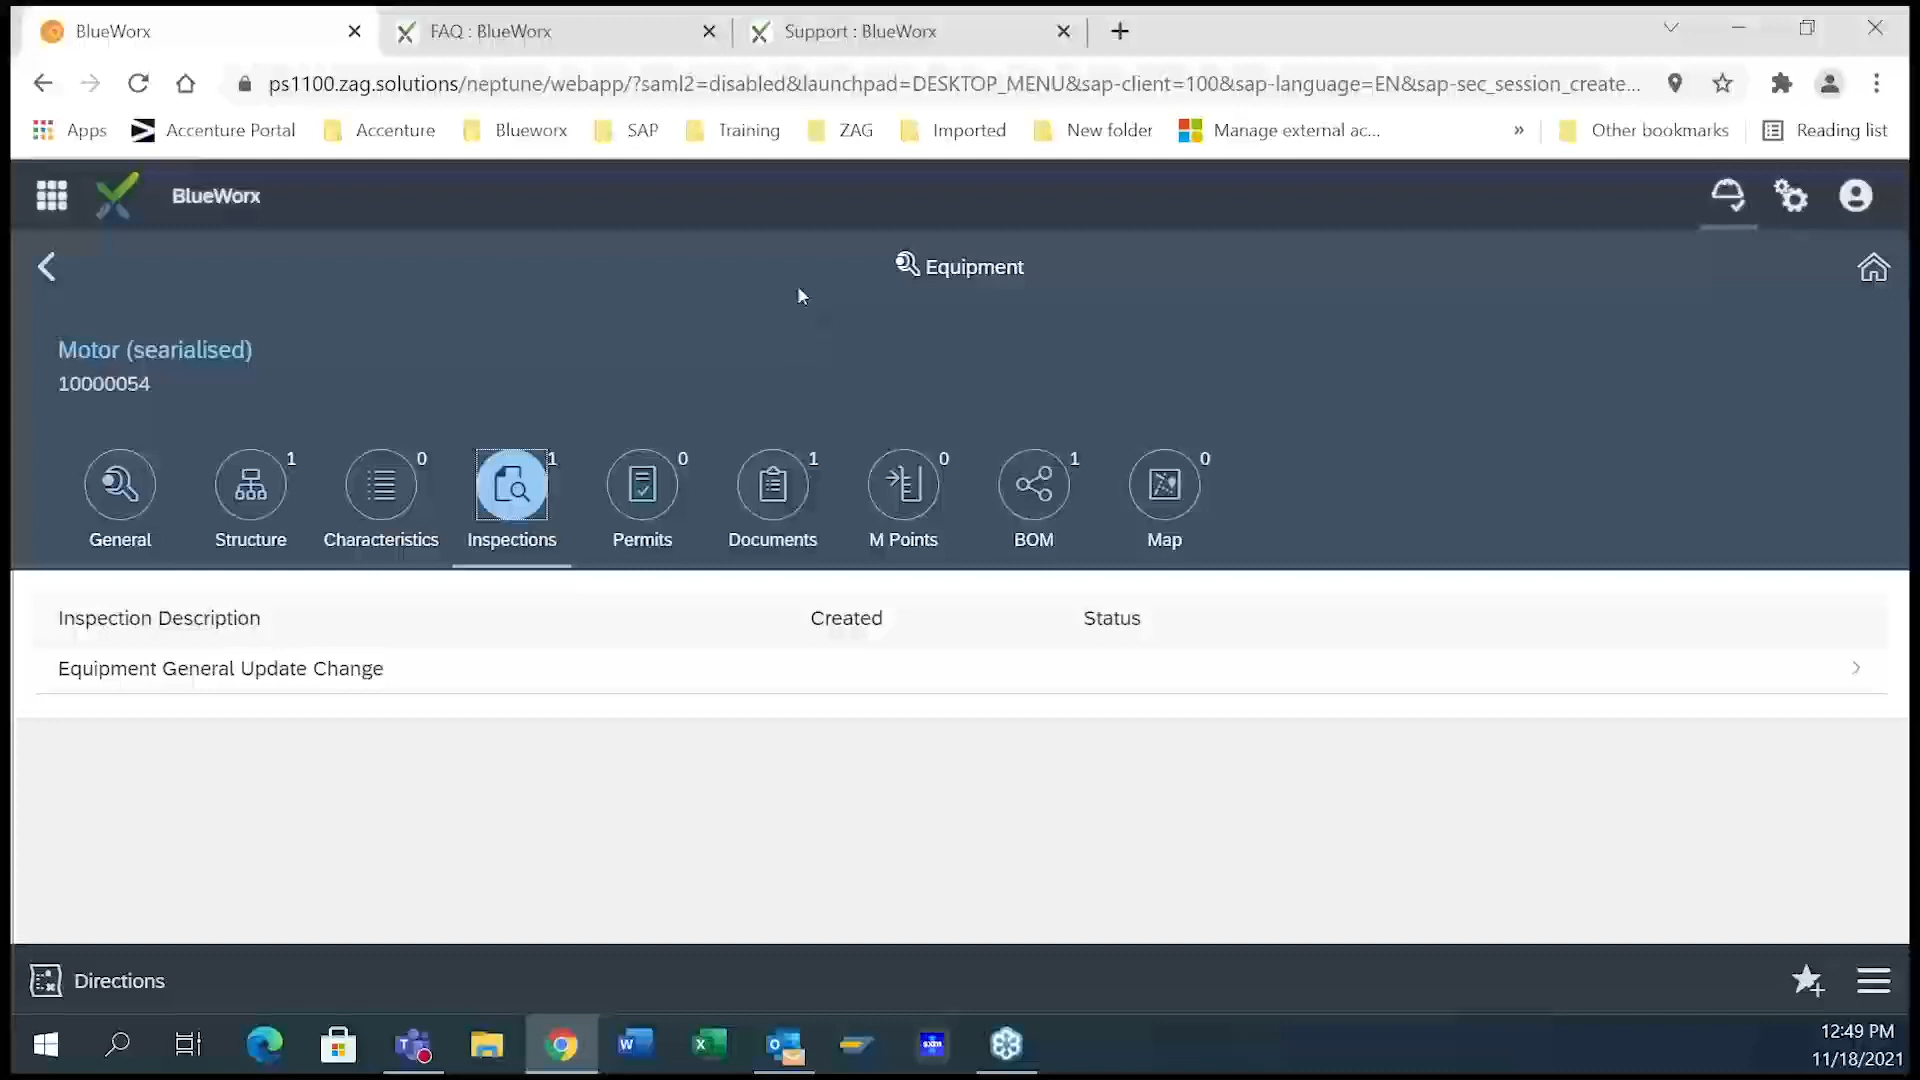 BlueWorx
FAQ : BlueWorx
Support : BlueWorx
ps1100.zag.solutions/neptune/webapp/?saml2=disabled&launchpad=DESKTOP_MENU&sap-client=100&sap-language=EN&sap-sec_session_create...
Apps
Accenture Portal
Accenture
Blueworx
SAP
Training
ZAG
Imported
New folder
Manage external ac...
»
Other bookmarks
Reading list
BlueWorx
Equipment
Motor (searialised)
10000054
1
0
1
0
1
0
1
0
General
Structure
Characteristics
Inspections
Permits
Documents
M Points
BOM
Map
Inspection Description
Created
Status
Equipment General Update Change
Directions
12:49 PM
11/18/2021